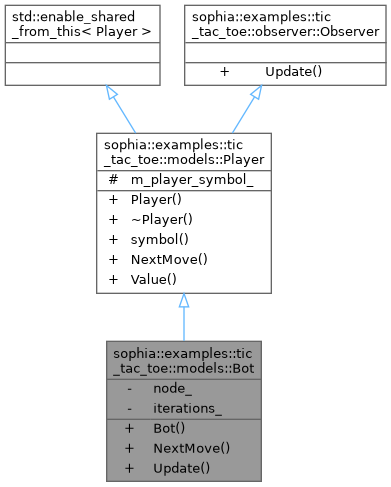 std::enable_shared
_from_this< Player >
sophia::examples::tic
_tac_toe::observer::Observer
+ Update()
sophia::examples::tic
_tac_toe::models::Player
# m_player_symbol_
+ Player()
+ ~Player()
+ symbol()
+ NextMove()
+ Value()
sophia::examples::tic
_tac_toe::models::Bot
- node_
- iterations_
+ Bot()
+ NextMove()
+ Update()